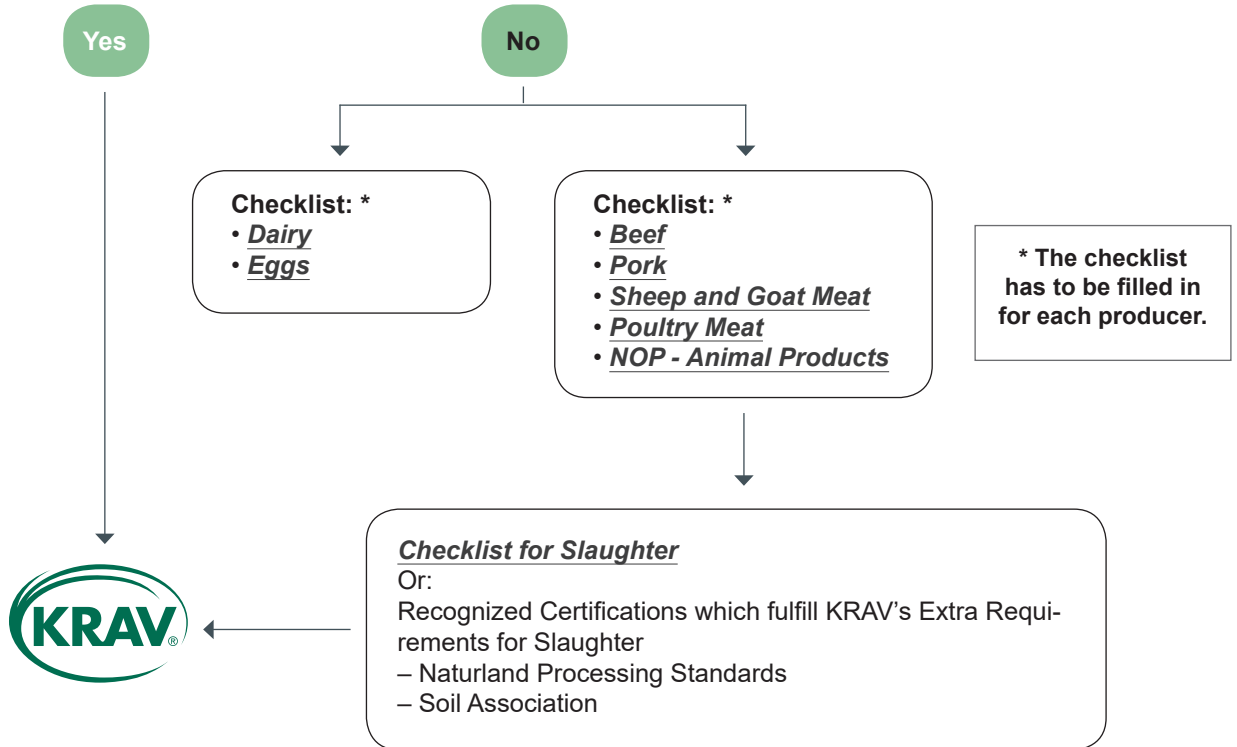 Yes
No
Checklist: *
• Dairy
• Eggs
Checklist: *
• Beef
• Pork
• Sheep and Goat Meat
• Poultry Meat
• NOP - Animal Products
* The checklist
has to be filled in
for each producer.
Checklist for Slaughter
Or:
Recognized Certifications which fulfill KRAV’s Extra Requi-
rements for Slaughter
– Naturland Processing Standards
– Soil Association
KRAV®